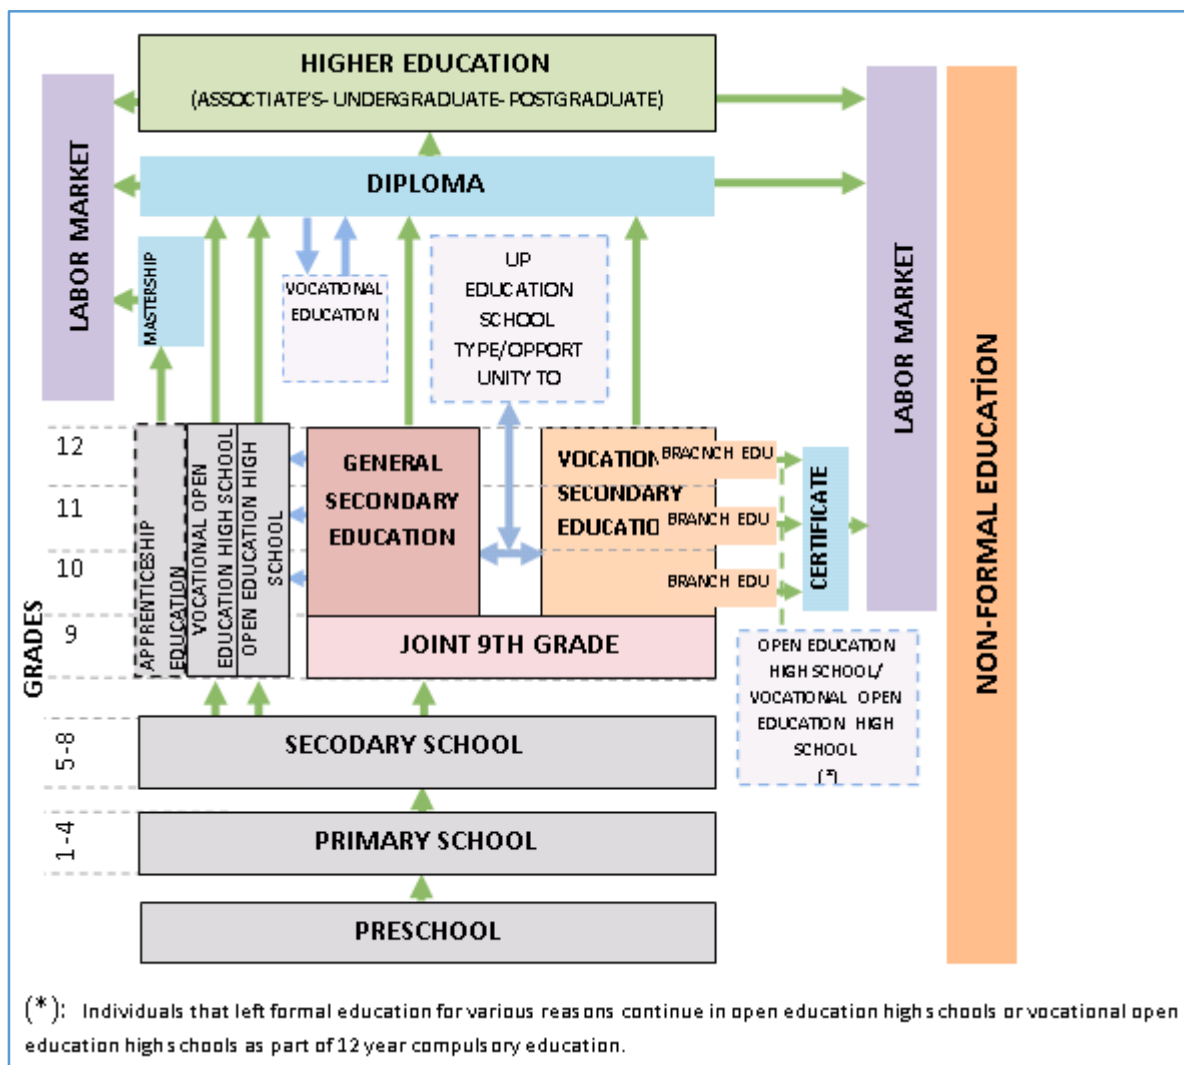 HIGHER EDUCATION
(ASSOCTIATE'S- UNDERGRADUATE- POSTGRADUATE)
LABOR MARKET
DIPLOMA
MASTERSHIP
VOCATIONAL
EDUCATION
UP
EDUCATION
SCHOOL
TYPE/OPPORT
UNITY TO
LABOR MARKET
NON-FORMAL EDUCATİON
GRADES
12
11
10
9
5-8
1-4
APPRENTICESHIP
EDUCATION
VOCATIONAL OPEN
EDUCATION HIGH SCHOOL
OPEN EDUCATION HIGH
SCHOOL
GENERAL
SECONDARY
EDUCATION
VOCATION
SECONDARY
EDUCATIO
BRACNCH EDU
BRANCH EDU
BRANCH EDU
CERTIFICATE
JOINT 9TH GRADE
OPEN EDUCATION
HIGH SCHOOL/
VOCATIONAL OPEN
EDUCATION HIGH
SCHOOL
(*)
SECODARY SCHOOL
PRIMARY SCHOOL
PRESCHOOL
(*): Individuals that left formal education for various reasons continue in open education high schools or vocational open
education high schools as part of 12 year compulsory education.